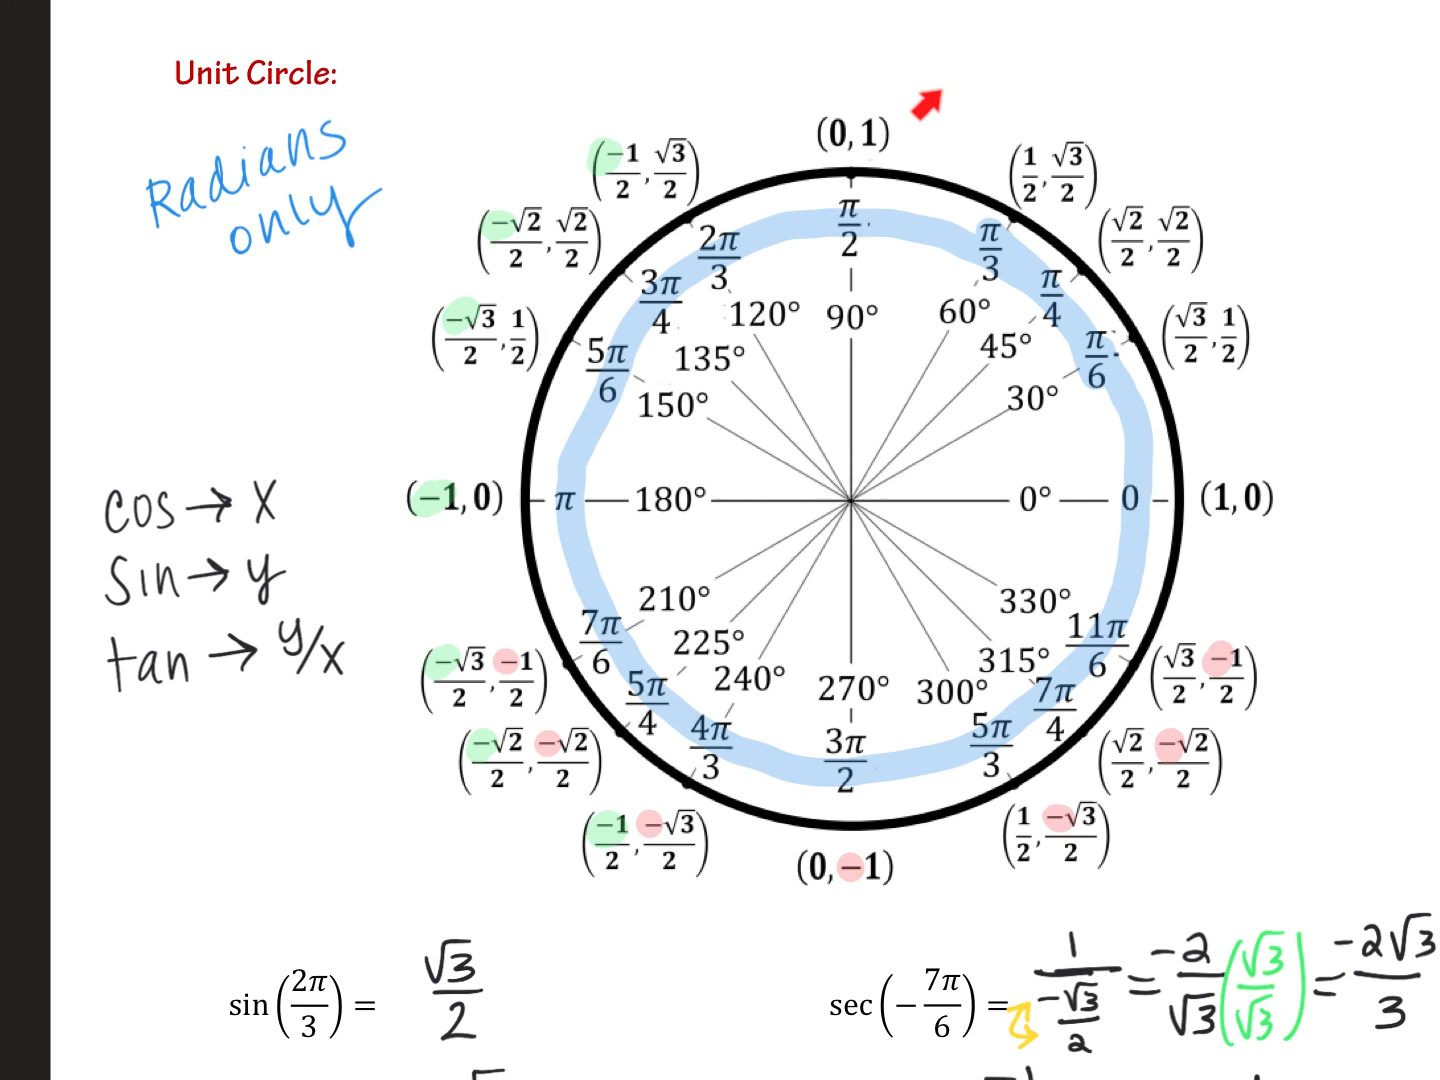 Unit Circle:
Radians
only
(0, 1)
(-1/2, √3/2)
(1/2, √3/2)
(-√2/2, √2/2)
(√2/2, √2/2)
(-√3/2, 1/2)
(√3/2, 1/2)
π/2
2π/3
π/3
3π/4
π/4
5π/6
π/6
120° 90° 60°
135° 45°
150° 30°
(-1, 0) π 180° 0° 0 (1, 0)
cos → x
sin → y
tan → y/x
210° 330°
225° 315°
240° 270° 300°
7π/6
11π/6
5π/4
7π/4
4π/3
3π/2
5π/3
(-√3/2, -1/2)
(√3/2, -1/2)
(-√2/2, -√2/2)
(√2/2, -√2/2)
(-1/2, -√3/2)
(1/2, -√3/2)
(0, -1)
sin(2π/3) = √3/2
sec(-7π/6) = 1/(-√3/2) = -2/√3 (√3/√3) = -2√3/3